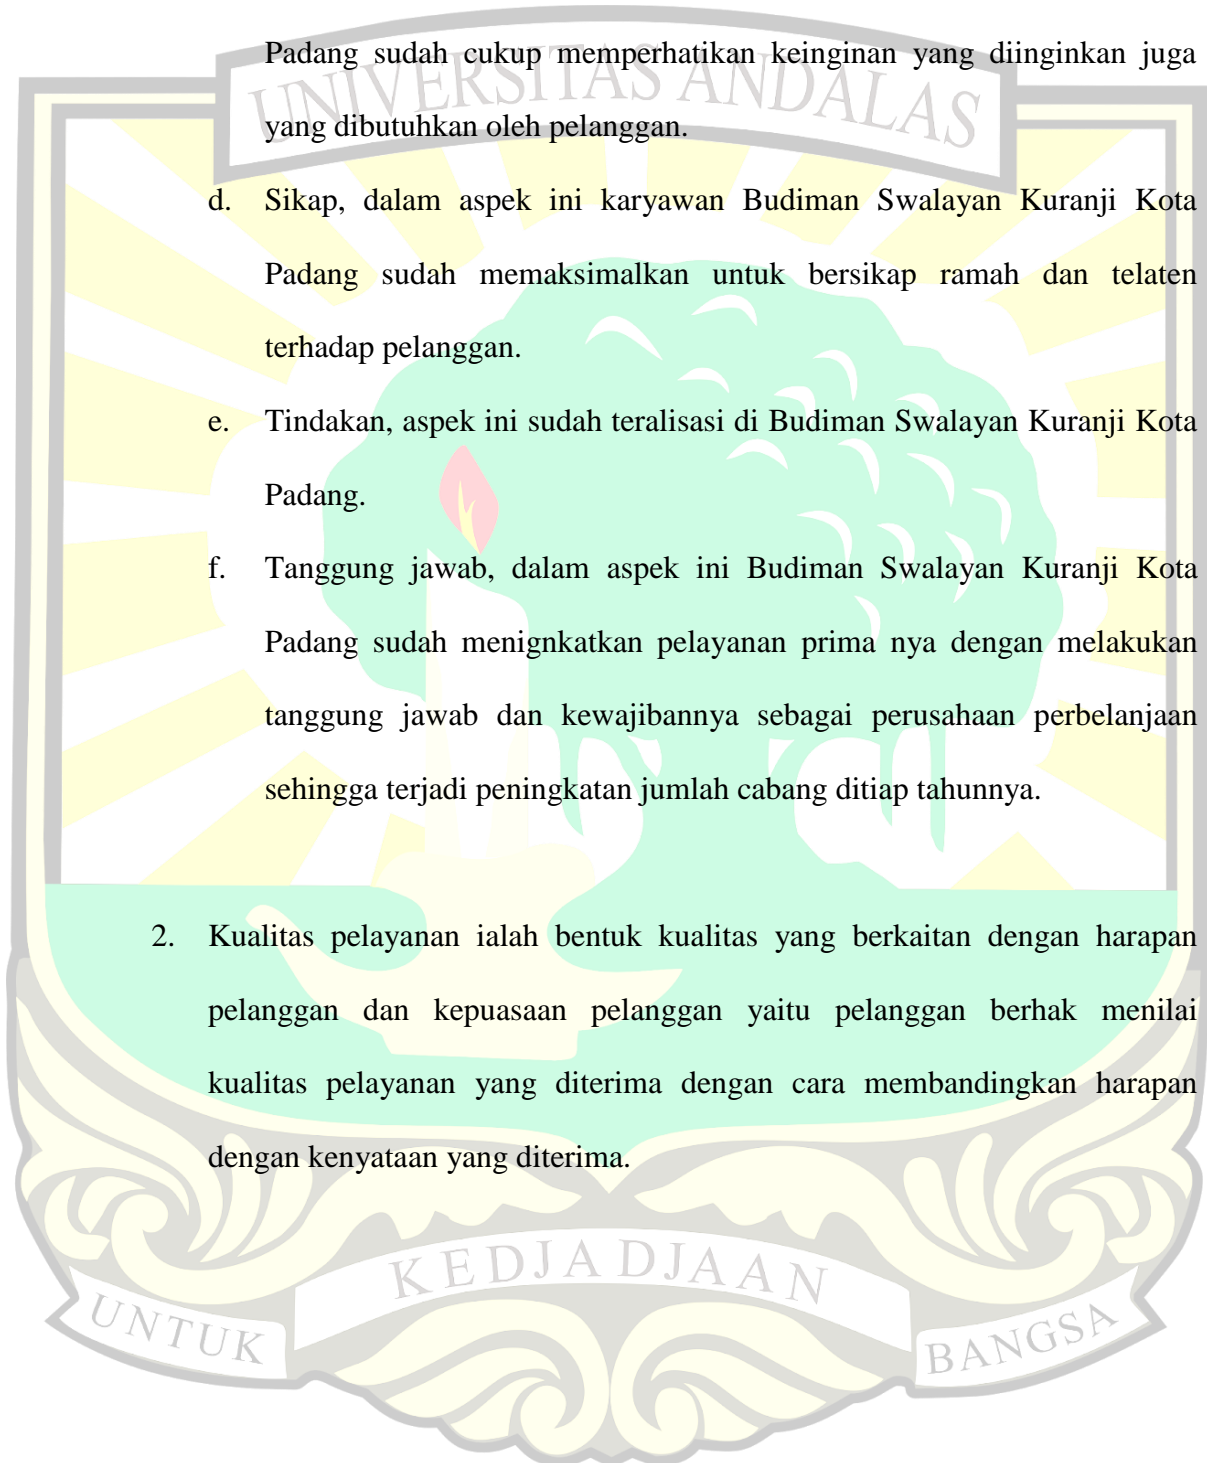 Padang sudah cukup memperhatikan keinginan yang diinginkan juga
UNIVERSITAS ANDALAS
yang dibutuhkan oleh pelanggan.
d. Sikap, dalam aspek ini karyawan Budiman Swalayan Kuranji Kota
Padang sudah memaksimalkan untuk bersikap ramah dan telaten
terhadap pelanggan.
e. Tindakan, aspek ini sudah teralisasi di Budiman Swalayan Kuranji Kota
Padang.
f. Tanggung jawab, dalam aspek ini Budiman Swalayan Kuranji Kota
Padang sudah menignkatkan pelayanan prima nya dengan melakukan
tanggung jawab dan kewajibannya sebagai perusahaan perbelanjaan
sehingga terjadi peningkatan jumlah cabang ditiap tahunnya.
2. Kualitas pelayanan ialah bentuk kualitas yang berkaitan dengan harapan
pelanggan dan kepuasaan pelanggan yaitu pelanggan berhak menilai
kualitas pelayanan yang diterima dengan cara membandingkan harapan
dengan kenyataan yang diterima.
UNTUK KEDJADJAAN BANGSA